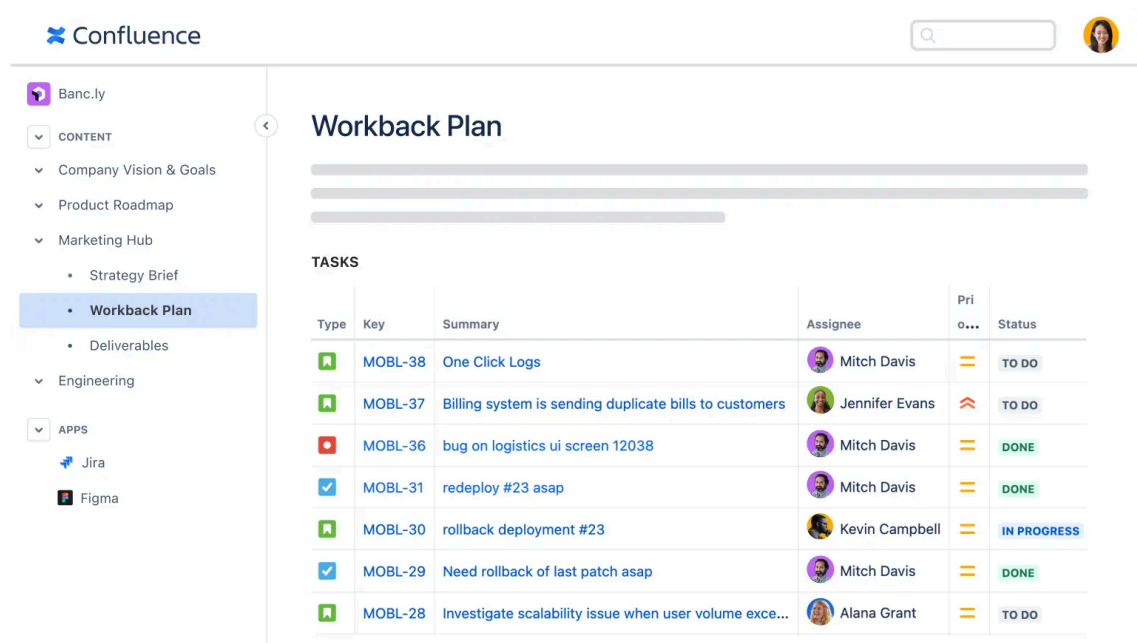 Confluence
Banc.ly
CONTENT
Company Vision & Goals
Product Roadmap
Marketing Hub
Strategy Brief
Workback Plan
Deliverables
Engineering
APPS
Jira
Figma
Workback Plan
TASKS
Type Key Summary Assignee Prio... Status
MOBL-38 One Click Logs Mitch Davis TO DO
MOBL-37 Billing system is sending duplicate bills to customers Jennifer Evans TO DO
MOBL-36 bug on logistics ui screen 12038 Mitch Davis DONE
MOBL-31 redeploy #23 asap Mitch Davis DONE
MOBL-30 rollback deployment #23 Kevin Campbell IN PROGRESS
MOBL-29 Need rollback of last patch asap Mitch Davis DONE
MOBL-28 Investigate scalability issue when user volume exce... Alana Grant TO DO